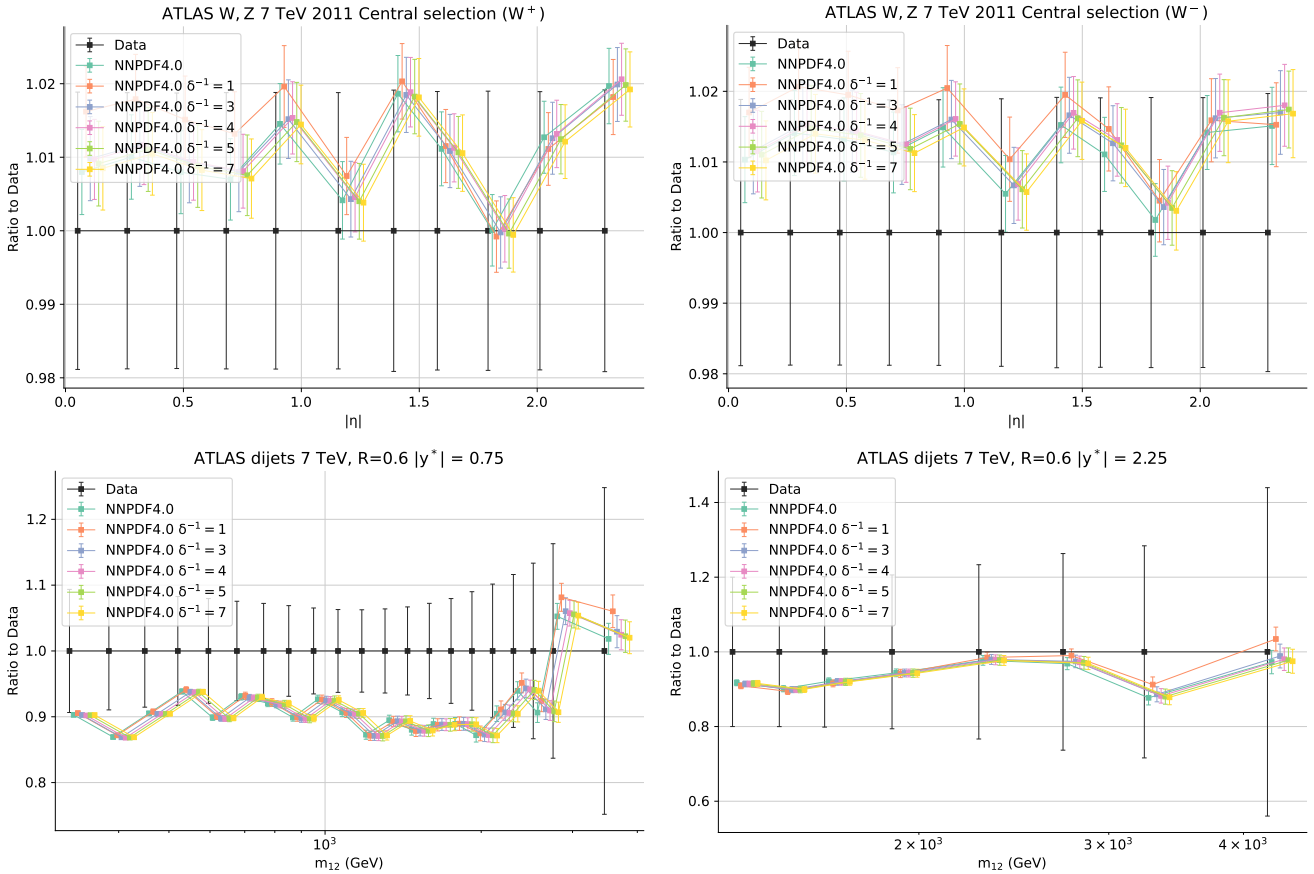 ATLAS W, Z 7 TeV 2011 Central selection (W⁺)
Ratio to Data
1.02
1.01
1.00
0.99
0.98
Data
NNPDF4.0
NNPDF4.0 δ⁻¹ = 1
NNPDF4.0 δ⁻¹ = 3
NNPDF4.0 δ⁻¹ = 4
NNPDF4.0 δ⁻¹ = 5
NNPDF4.0 δ⁻¹ = 7
0.0 0.5 1.0 1.5 2.0
|η|
ATLAS W, Z 7 TeV 2011 Central selection (W⁻)
Ratio to Data
1.02
1.01
1.00
0.99
0.98
Data
NNPDF4.0
NNPDF4.0 δ⁻¹ = 1
NNPDF4.0 δ⁻¹ = 3
NNPDF4.0 δ⁻¹ = 4
NNPDF4.0 δ⁻¹ = 5
NNPDF4.0 δ⁻¹ = 7
0.0 0.5 1.0 1.5 2.0
|η|
ATLAS dijets 7 TeV, R=0.6 |y*| = 0.75
Ratio to Data
1.2
1.1
1.0
0.9
0.8
Data
NNPDF4.0
NNPDF4.0 δ⁻¹ = 1
NNPDF4.0 δ⁻¹ = 3
NNPDF4.0 δ⁻¹ = 4
NNPDF4.0 δ⁻¹ = 5
NNPDF4.0 δ⁻¹ = 7
10³
m₁₂ (GeV)
ATLAS dijets 7 TeV, R=0.6 |y*| = 2.25
Ratio to Data
1.4
1.2
1.0
0.8
0.6
Data
NNPDF4.0
NNPDF4.0 δ⁻¹ = 1
NNPDF4.0 δ⁻¹ = 3
NNPDF4.0 δ⁻¹ = 4
NNPDF4.0 δ⁻¹ = 5
NNPDF4.0 δ⁻¹ = 7
2 × 10³ 3 × 10³ 4 × 10³
m₁₂ (GeV)